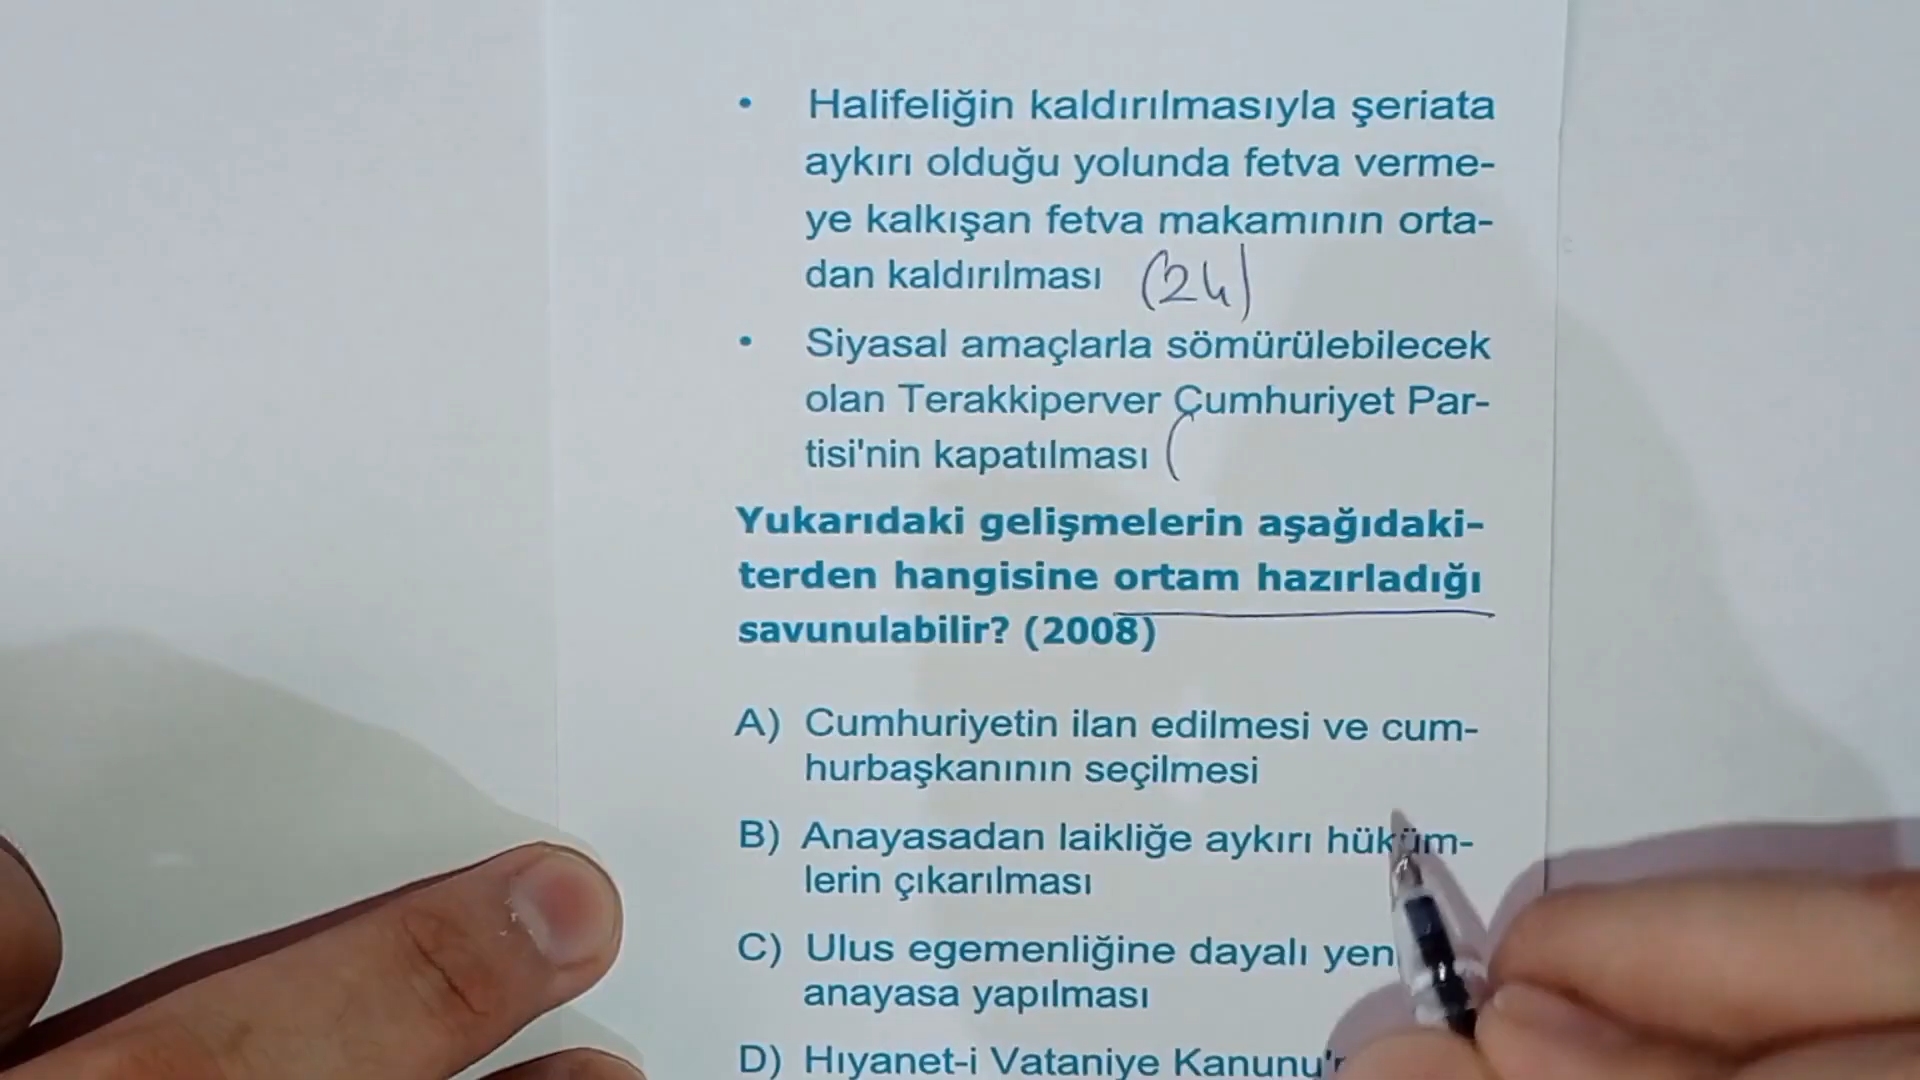 • Halifeliğin kaldırılmasıyla şeriata
aykırı olduğu yolunda fetva verme-
ye kalkışan fetva makamının orta-
dan kaldırılması (24)
• Siyasal amaçlarla sömürülebilecek
olan Terakkiperver Cumhuriyet Par-
tisi'nin kapatılması (
Yukarıdaki gelişmelerin aşağıdaki-
terden hangisine ortam hazırladığı
savunulabilir? (2008)
A) Cumhuriyetin ilan edilmesi ve cum-
hurbaşkanının seçilmesi
B) Anayasadan laikliğe aykırı hüküm-
lerin çıkarılması
C) Ulus egemenliğine dayalı
anayasa yapılması
D) Hıyanet-i Vataniye